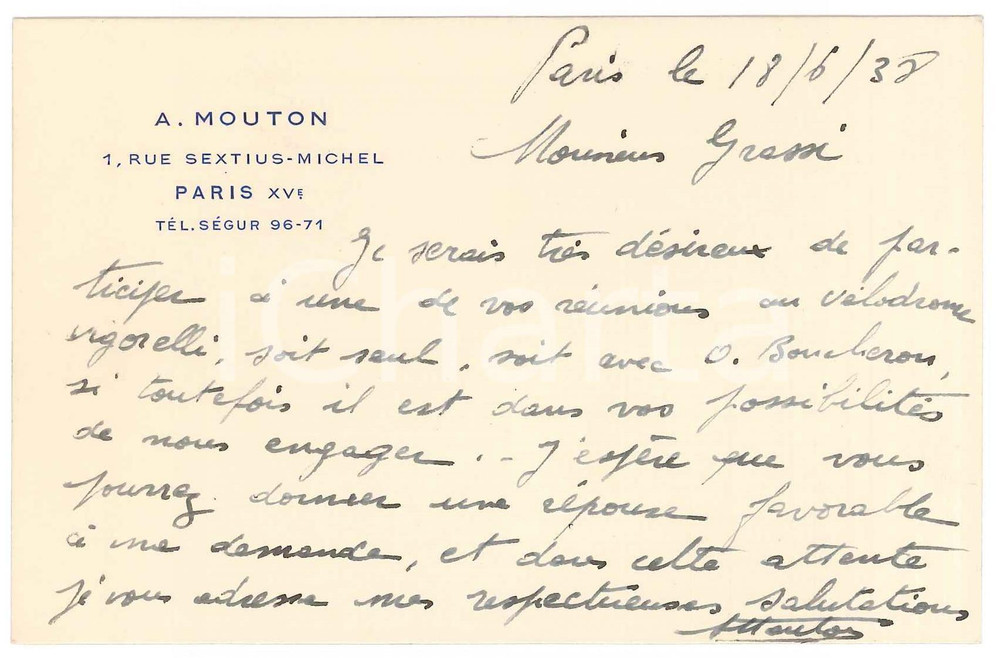 Paris le 18/6/38
A. MOUTON
1, RUE SEXTIUS-MICHEL
PARIS XVE
TÉL. SÉGUR 96-71
Monsieur Grassi
Je serais très désireux de par-
ticiper à une de vos réunions au vélodrome
vigorelli, soit seul, soit avec O. Boucheron,
si toutefois il est dans vos possibilités
de nous engager. - J'espère que vous
pourrez donner une réponse favorable
à ma demande, et dans cette attente
je vous adresse mes respectueuses salutations
AMouton
iCharta